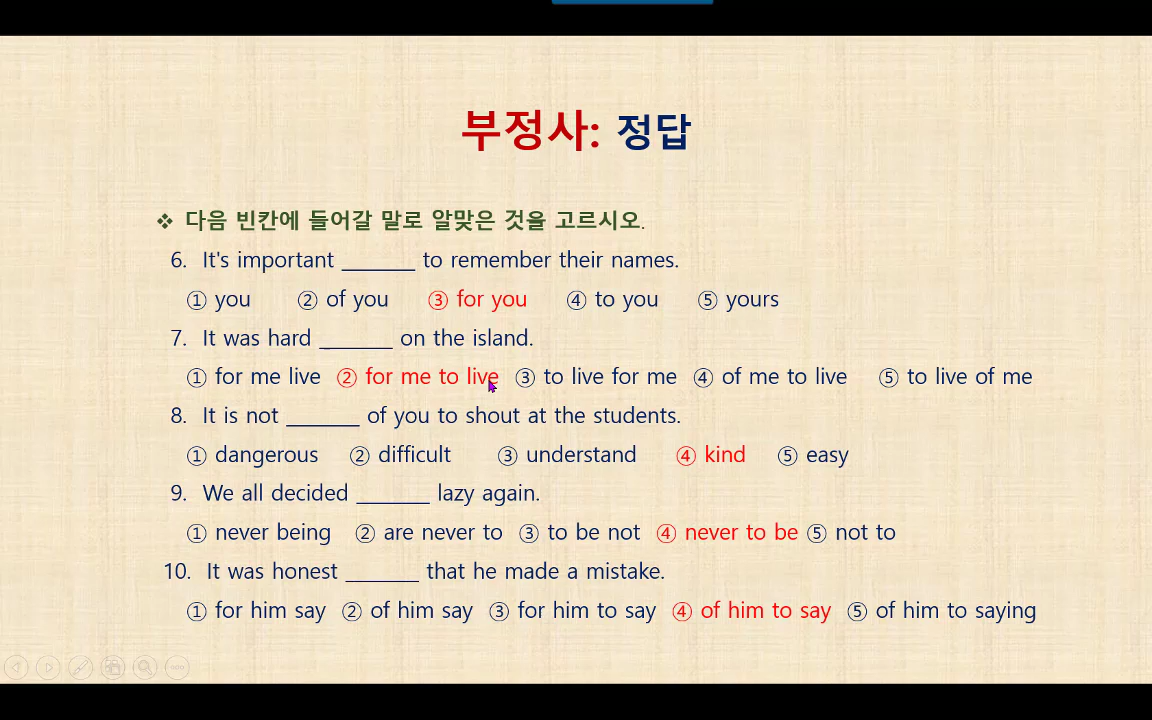 부정사: 정답
❖ 다음 빈칸에 들어갈 말로 알맞은 것을 고르시오.
6. It's important ______ to remember their names.
① you ② of you ③ for you ④ to you ⑤ yours
7. It was hard ______ on the island.
① for me live ② for me to live ③ to live for me ④ of me to live ⑤ to live of me
8. It is not ______ of you to shout at the students.
① dangerous ② difficult ③ understand ④ kind ⑤ easy
9. We all decided ______ lazy again.
① never being ② are never to ③ to be not ④ never to be ⑤ not to
10. It was honest ______ that he made a mistake.
① for him say ② of him say ③ for him to say ④ of him to say ⑤ of him to saying